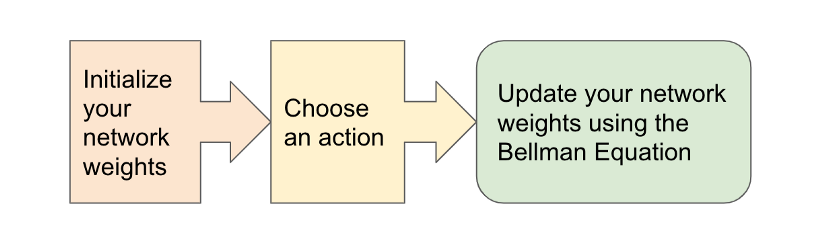 Initialize
your
network
weights
Choose
an action
Update your network
weights using the
Bellman Equation